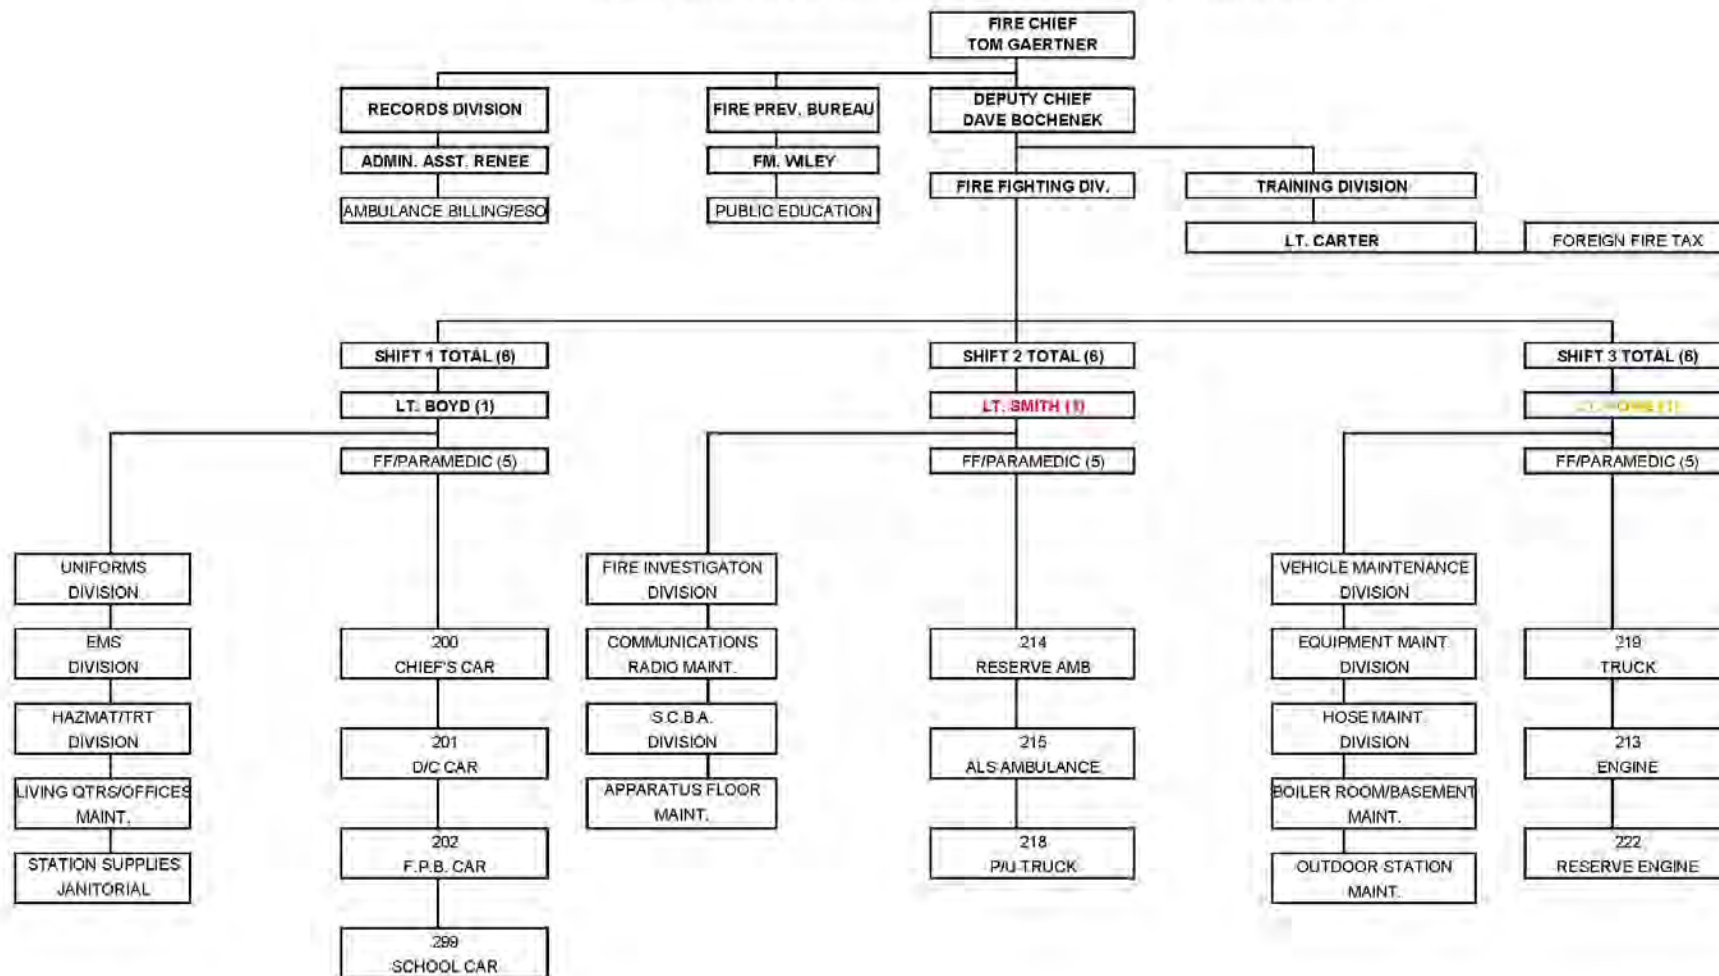 FIRE CHIEF
TOM GAERTNER
RECORDS DIVISION
FIRE PREV. BUREAU
DEPUTY CHIEF
DAVE BOCHENEK
ADMIN. ASST. RENEE
FM. WILEY
AMBULANCE BILLING/ESO
PUBLIC EDUCATION
FIRE FIGHTING DIV.
TRAINING DIVISION
LT. CARTER
FOREIGN FIRE TAX
SHIFT 1 TOTAL (6)
SHIFT 2 TOTAL (6)
SHIFT 3 TOTAL (6)
LT. BOYD (1)
LT. SMITH (1)
(1)
FF/PARAMEDIC (5)
FF/PARAMEDIC (5)
FF/PARAMEDIC (5)
UNIFORMS
DIVISION
EMS
DIVISION
HAZMAT/TRT
DIVISION
LIVING QTRS/OFFICES
MAINT.
STATION SUPPLIES
JANITORIAL
200
CHIEF'S CAR
201
D/C CAR
202
F.P.B. CAR
299
SCHOOL CAR
FIRE INVESTIGATON
DIVISION
COMMUNICATIONS
RADIO MAINT.
S.C.B.A.
DIVISION
APPARATUS FLOOR
MAINT.
214
RESERVE AMB
215
ALS AMBULANCE
218
P/U TRUCK
VEHICLE MAINTENANCE
DIVISION
EQUIPMENT MAINT
DIVISION
HOSE MAINT.
DIVISION
BOILER ROOM/BASEMENT
MAINT.
OUTDOOR STATION
MAINT.
219
TRUCK
213
ENGINE
222
RESERVE ENGINE